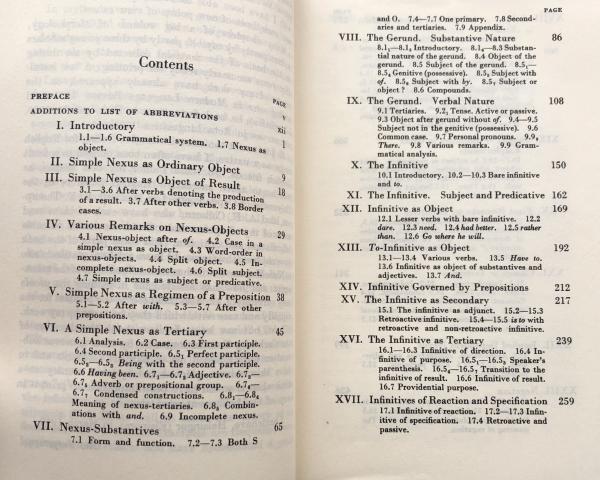 Contents
PAGE
PREFACE v
ADDITIONS TO LIST OF ABBREVIATIONS xii
I. Introductory 1
1.1—1.6 Grammatical system. 1.7 Nexus as
object.
II. Simple Nexus as Ordinary Object 9
III. Simple Nexus as Object of Result 18
3.1—3.6 After verbs denoting the production
of a result. 3.7 After other verbs. 3.8 Border
cases.
IV. Various Remarks on Nexus-Objects 29
4.1 Nexus-object after of. 4.2 Case in a
simple nexus as object. 4.3 Word-order in
nexus-objects. 4.4 Split object. 4.5 In-
complete nexus-object. 4.6 Split subject.
4.7 Simple nexus as subject or predicative.
V. Simple Nexus as Regimen of a Preposition 38
5.1—5.2 After with. 5.3—5.7 After other
prepositions.
VI. A Simple Nexus as Tertiary 45
6.1 Analysis. 6.2 Case. 6.3 First participle.
6.4 Second participle. 6.5₁ Perfect participle.
6.5₂—6.5₃ Being with the second participle.
6.6 Having been. 6.7₁—6.7₂ Adjective. 6.7₃—
6.7₅ Adverb or prepositional group. 6.7₆—
6.7₇ Condensed constructions. 6.8₁—6.8₄
Meaning of nexus-tertiaries. 6.8₅ Combin-
ations with and. 6.9 Incomplete nexus.
VII. Nexus-Substantives 65
7.1 Form and function. 7.2—7.3 Both S
PAGE
and O. 7.4—7.7 One primary. 7.8 Second-
aries and tertiaries. 7.9 Appendix.
VIII. The Gerund. Substantive Nature 86
8.1₁—8.1₃ Introductory. 8.1₄—8.3 Substan-
tial nature of the gerund. 8.4 Object of the
gerund. 8.5 Subject of the gerund. 8.5₁—
8.5₄ Genitive (possessive). 8.5₅ Subject with
of. 8.5₆ Subject with by. 8.5₇ Subject or
object? 8.6 Compounds.
IX. The Gerund. Verbal Nature 108
9.1 Tertiaries. 9.2₁ Tense. Active or passive.
9.3 Object after gerund without of. 9.4—9.5
Subject not in the genitive (possessive). 9.6
Common case. 9.7 Personal pronouns. 9.7₉
There. 9.8 Various remarks. 9.9 Gram-
matical analysis.
X. The Infinitive 150
10.1 Introductory. 10.2—10.3 Bare infinitive
and to.
XI. The Infinitive. Subject and Predicative 162
XII. Infinitive as Object 169
12.1 Lesser verbs with bare infinitive. 12.2
dare. 12.3 need. 12.4 had better. 12.5 rather
than. 12.6 Go where he will.
XIII. To-Infinitive as Object 192
13.1—13.4 Various verbs. 13.5 Have to.
13.6 Infinitive as object of substantives and
adjectives. 13.7 And.
XIV. Infinitive Governed by Prepositions 212
XV. The Infinitive as Secondary 217
15.1 The infinitive as adjunct. 15.2—15.3
Retroactive infinitive. 15.4—15.5 is to with
retroactive and non-retroactive infinitive.
XVI. The Infinitive as Tertiary 239
16.1—16.3 Infinitive of direction. 16.4 In-
finitive of purpose. 16.5₁—16.5₃ Speaker's
parenthesis. 16.5₄—16.5₇ Transition to the
infinitive of result. 16.6 Infinitive of result.
16.7 Providential purpose.
XVII. Infinitives of Reaction and Specification 259
17.1 Infinitive of reaction. 17.2—17.3 Infin-
itive of specification. 17.4 Retroactive and
passive.